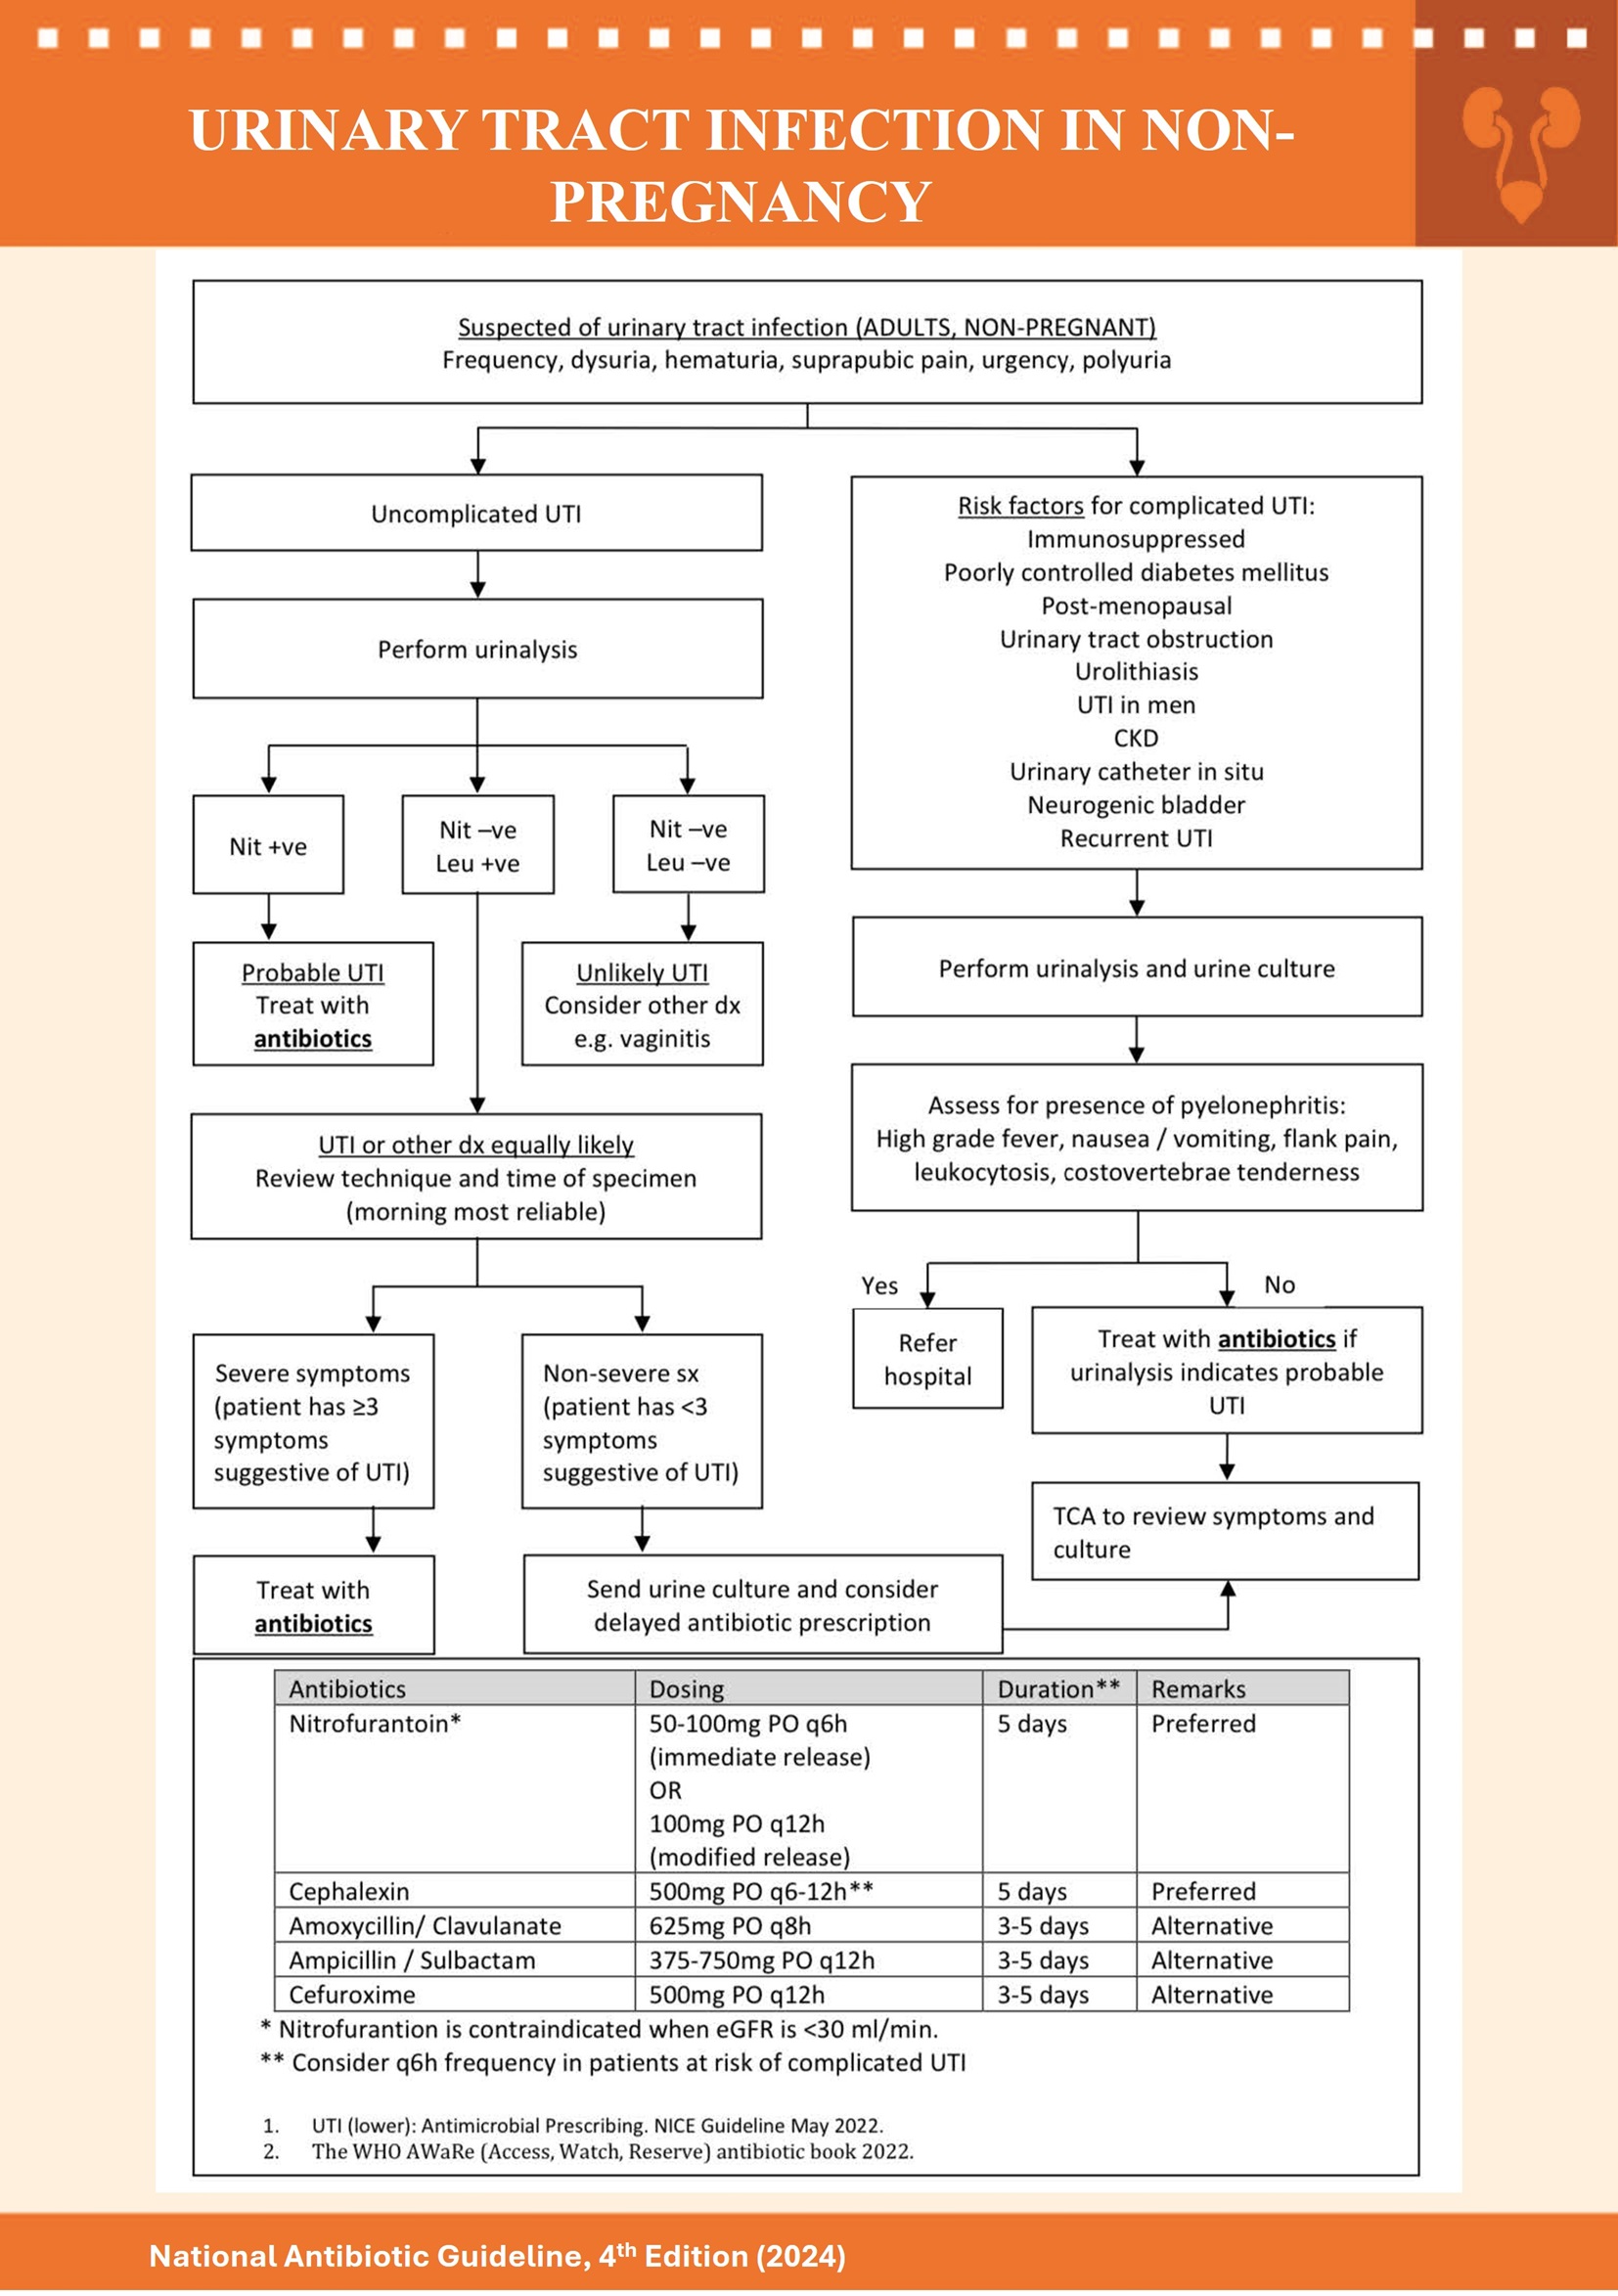 URINARY TRACT INFECTION IN NON-
PREGNANCY
Suspected of urinary tract infection (ADULTS, NON-PREGNANT)
Frequency, dysuria, hematuria, suprapubic pain, urgency, polyuria
Uncomplicated UTI
Perform urinalysis
Nit +ve
Nit –ve
Leu +ve
Nit –ve
Leu –ve
Probable UTI
Treat with
antibiotics
Unlikely UTI
Consider other dx
e.g. vaginitis
UTI or other dx equally likely
Review technique and time of specimen
(morning most reliable)
Severe symptoms
(patient has ≥3
symptoms
suggestive of UTI)
Non-severe sx
(patient has <3
symptoms
suggestive of UTI)
Treat with
antibiotics
Send urine culture and consider
delayed antibiotic prescription
Risk factors for complicated UTI:
Immunosuppressed
Poorly controlled diabetes mellitus
Post-menopausal
Urinary tract obstruction
Urolithiasis
UTI in men
CKD
Urinary catheter in situ
Neurogenic bladder
Recurrent UTI
Perform urinalysis and urine culture
Assess for presence of pyelonephritis:
High grade fever, nausea / vomiting, flank pain,
leukocytosis, costovertebrae tenderness
Yes
No
Refer
hospital
Treat with antibiotics if
urinalysis indicates probable
UTI
TCA to review symptoms and
culture
Antibiotics Dosing Duration** Remarks
Nitrofurantoin* 50-100mg PO q6h 5 days Preferred
(immediate release)
OR
100mg PO q12h
(modified release)
Cephalexin 500mg PO q6-12h** 5 days Preferred
Amoxycillin/ Clavulanate 625mg PO q8h 3-5 days Alternative
Ampicillin / Sulbactam 375-750mg PO q12h 3-5 days Alternative
Cefuroxime 500mg PO q12h 3-5 days Alternative
* Nitrofurantion is contraindicated when eGFR is <30 ml/min.
** Consider q6h frequency in patients at risk of complicated UTI
1. UTI (lower): Antimicrobial Prescribing. NICE Guideline May 2022.
2. The WHO AWaRe (Access, Watch, Reserve) antibiotic book 2022.
National Antibiotic Guideline, 4th Edition (2024)